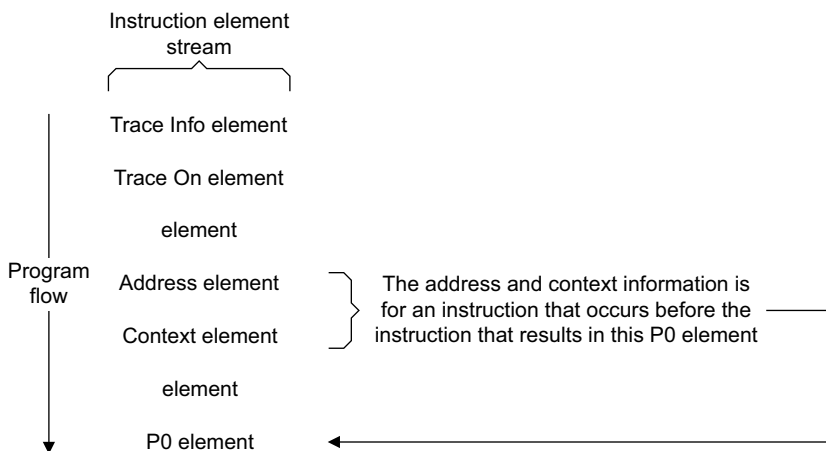 Instruction element
stream
Trace Info element
Trace On element
element
Program
flow
Address element
Context element
The address and context information is
for an instruction that occurs before the
instruction that results in this P0 element
element
P0 element